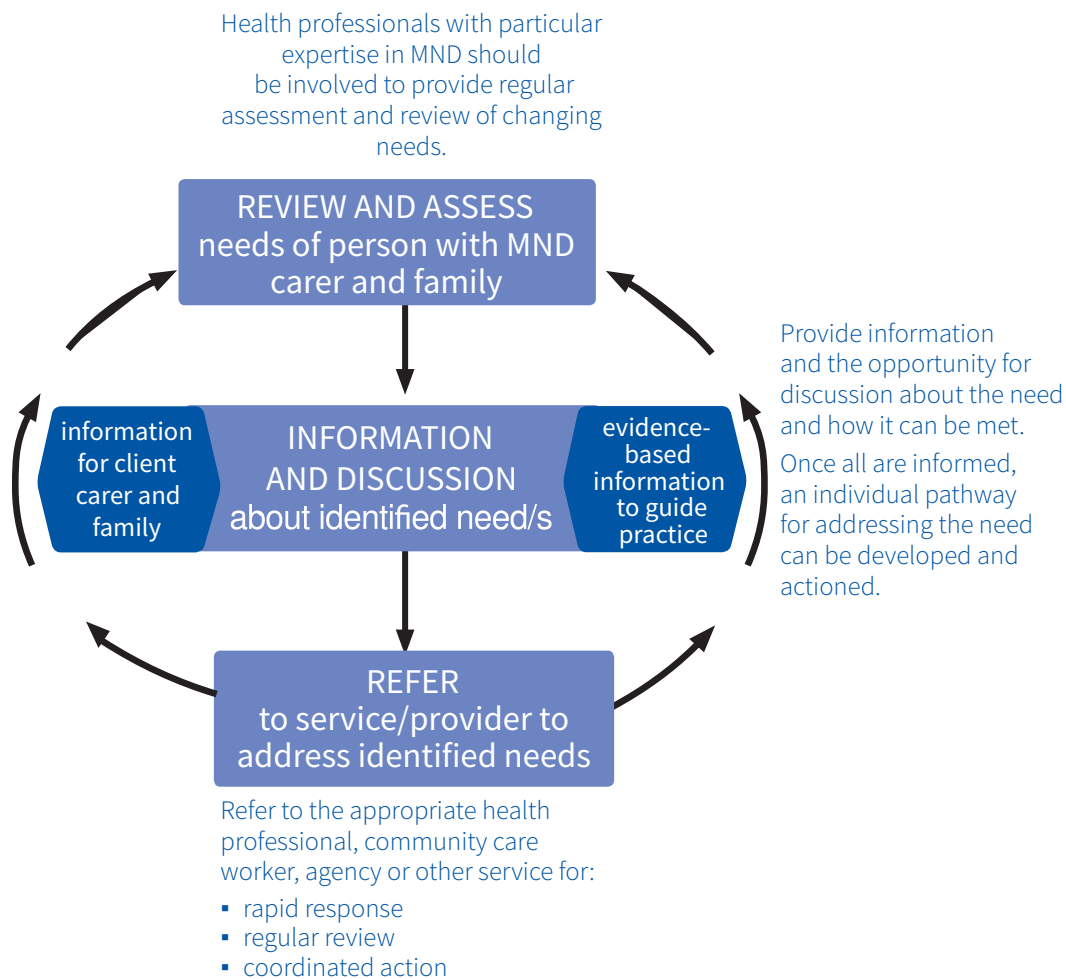 Health professionals with particular
expertise in MND should
be involved to provide regular
assessment and review of changing
needs.
REVIEW AND ASSESS
needs of person with MND
carer and family
information
for client
carer and
family
INFORMATION
AND DISCUSSION
about identified need/s
evidence-
based
information
to guide
practice
Provide information
and the opportunity for
discussion about the need
and how it can be met.
Once all are informed,
an individual pathway
for addressing the need
can be developed and
actioned.
REFER
to service/provider to
address identified needs
Refer to the appropriate health
professional, community care
worker, agency or other service for:
▪ rapid response
▪ regular review
▪ coordinated action